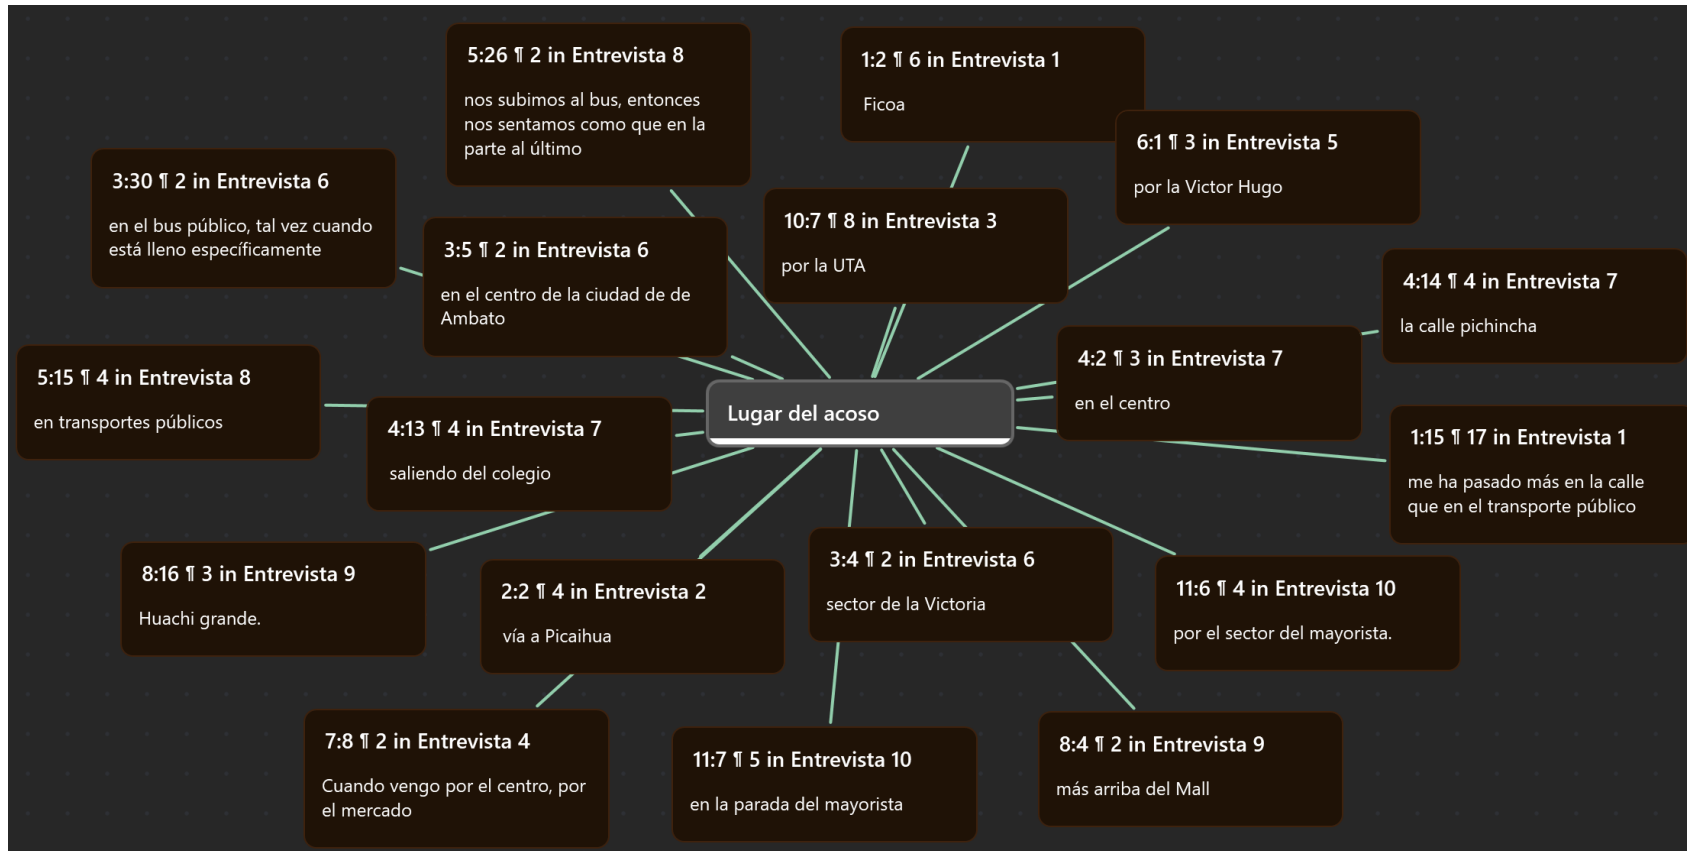 5:26 ¶ 2 in Entrevista 8
nos subimos al bus, entonces
nos sentamos como que en la
parte al último
1:2 ¶ 6 in Entrevista 1
Ficoa
6:1 ¶ 3 in Entrevista 5
por la Victor Hugo
3:30 ¶ 2 in Entrevista 6
en el bus público, tal vez cuando
está lleno específicamente
3:5 ¶ 2 in Entrevista 6
en el centro de la ciudad de de
Ambato
10:7 ¶ 8 in Entrevista 3
por la UTA
4:14 ¶ 4 in Entrevista 7
la calle pichincha
4:2 ¶ 3 in Entrevista 7
en el centro
5:15 ¶ 4 in Entrevista 8
en transportes públicos
4:13 ¶ 4 in Entrevista 7
saliendo del colegio
Lugar del acoso
1:15 ¶ 17 in Entrevista 1
me ha pasado más en la calle
que en el transporte público
8:16 ¶ 3 in Entrevista 9
Huachi grande.
2:2 ¶ 4 in Entrevista 2
vía a Picaihua
3:4 ¶ 2 in Entrevista 6
sector de la Victoria
11:6 ¶ 4 in Entrevista 10
por el sector del mayorista.
7:8 ¶ 2 in Entrevista 4
Cuando vengo por el centro, por
el mercado
11:7 ¶ 5 in Entrevista 10
en la parada del mayorista
8:4 ¶ 2 in Entrevista 9
más arriba del Mall